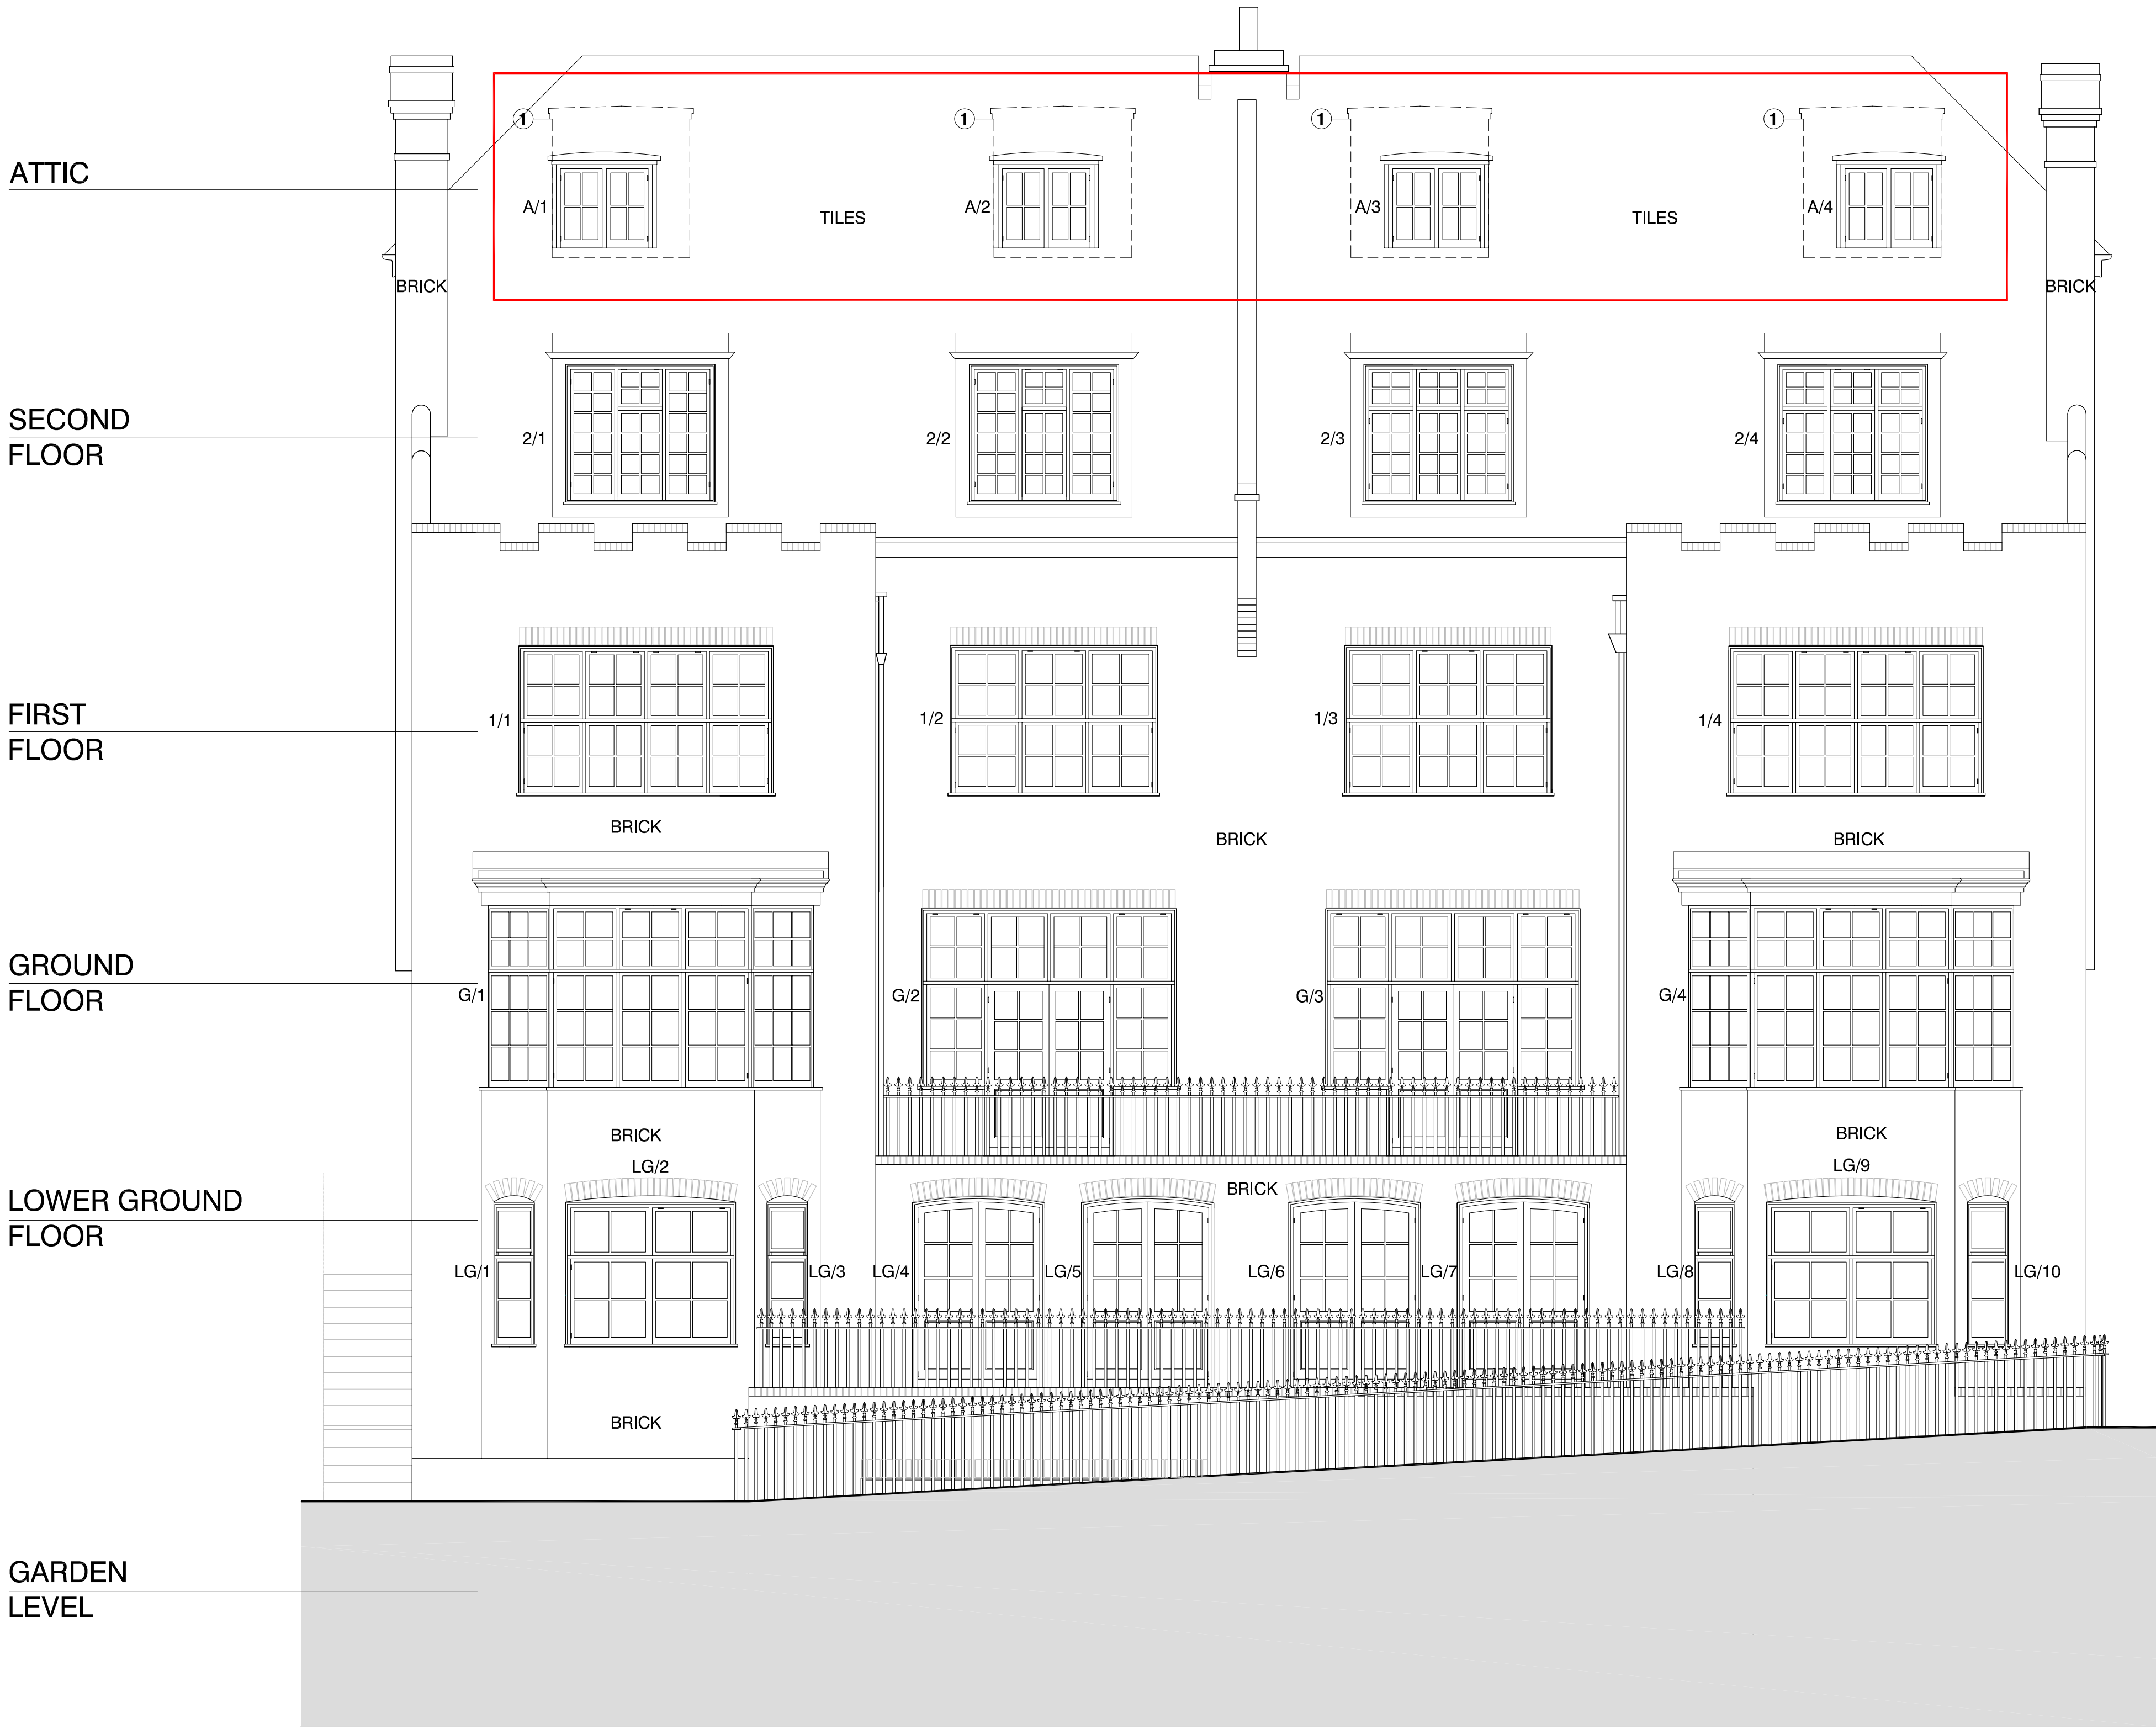 1 1 1 1
ATTIC
A/1 A/2 A/3 A/4
TILES TILES
BRICK BRICK
SECOND
FLOOR
2/1 2/2 2/3 2/4
FIRST
FLOOR
1/1 1/2 1/3 1/4
BRICK
BRICK BRICK
GROUND
FLOOR
G/1 G/2 G/3 G/4
BRICK BRICK
LG/2 LG/9
BRICK
LOWER GROUND
FLOOR
LG/1 LG/3 LG/4 LG/5 LG/6 LG/7 LG/8 LG/10
BRICK
GARDEN
LEVEL